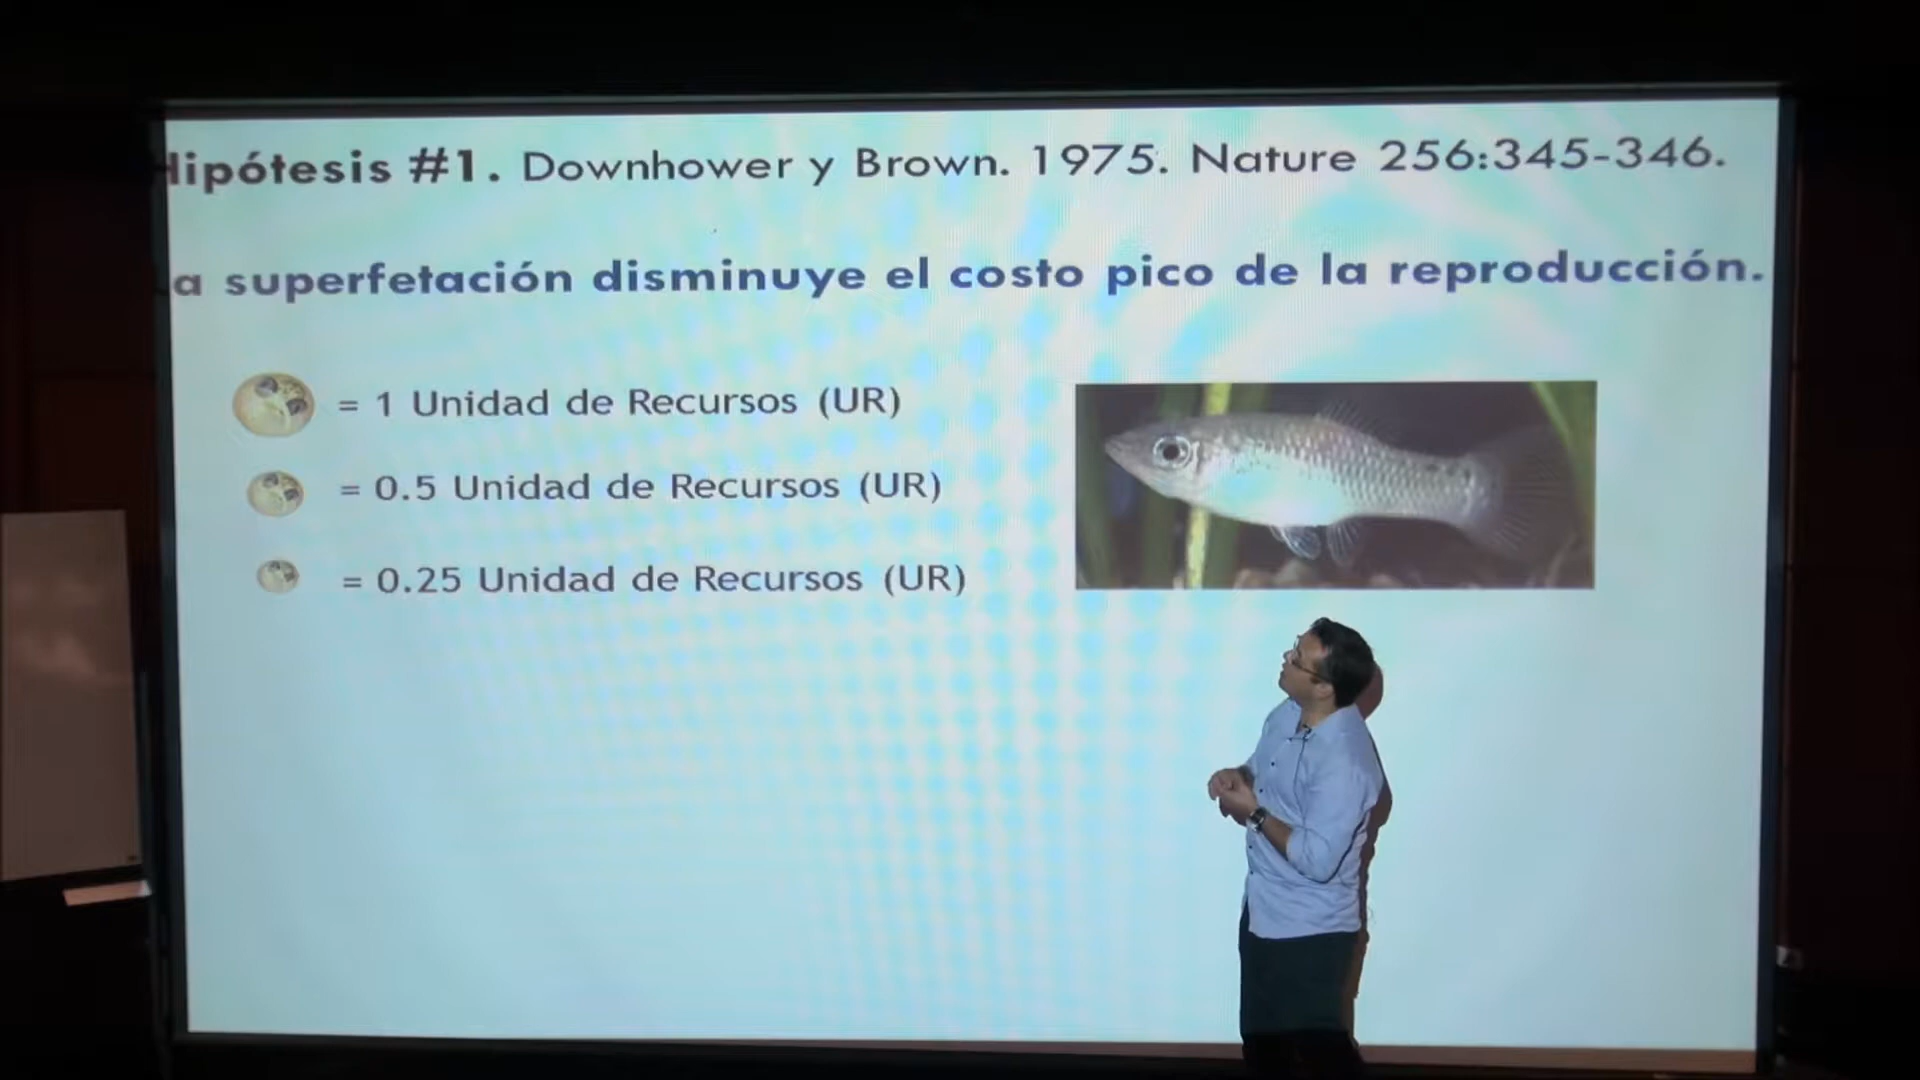 Hipótesis #1. Downhower y Brown. 1975. Nature 256:345-346.
a superfetación disminuye el costo pico de la reproducción.
= 1 Unidad de Recursos (UR)
= 0.5 Unidad de Recursos (UR)
= 0.25 Unidad de Recursos (UR)